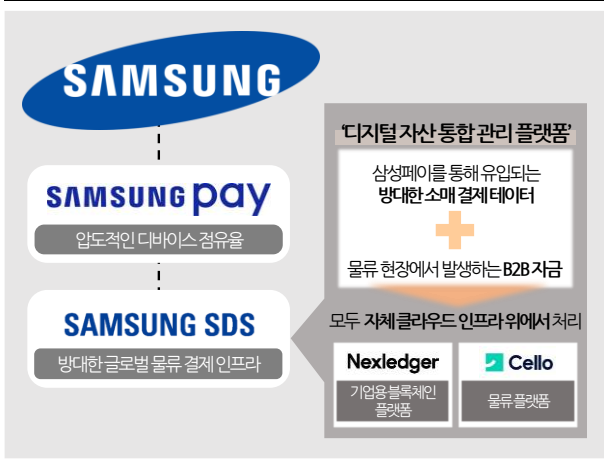 SAMSUNG
SAMSUNG pay
압도적인 디바이스 점유율
SAMSUNG SDS
방대한 글로벌 물류 결제 인프라
‘디지털 자산 통합 관리 플랫폼’
삼성페이를 통해 유입되는
방대한 소매 결제 테이터
물류 현장에서 발생하는 B2B 자금
모두 자체 클라우드 인프라 위에서 처리
Nexledger
기업용 블록체인
플랫폼
Cello
물류 플랫폼